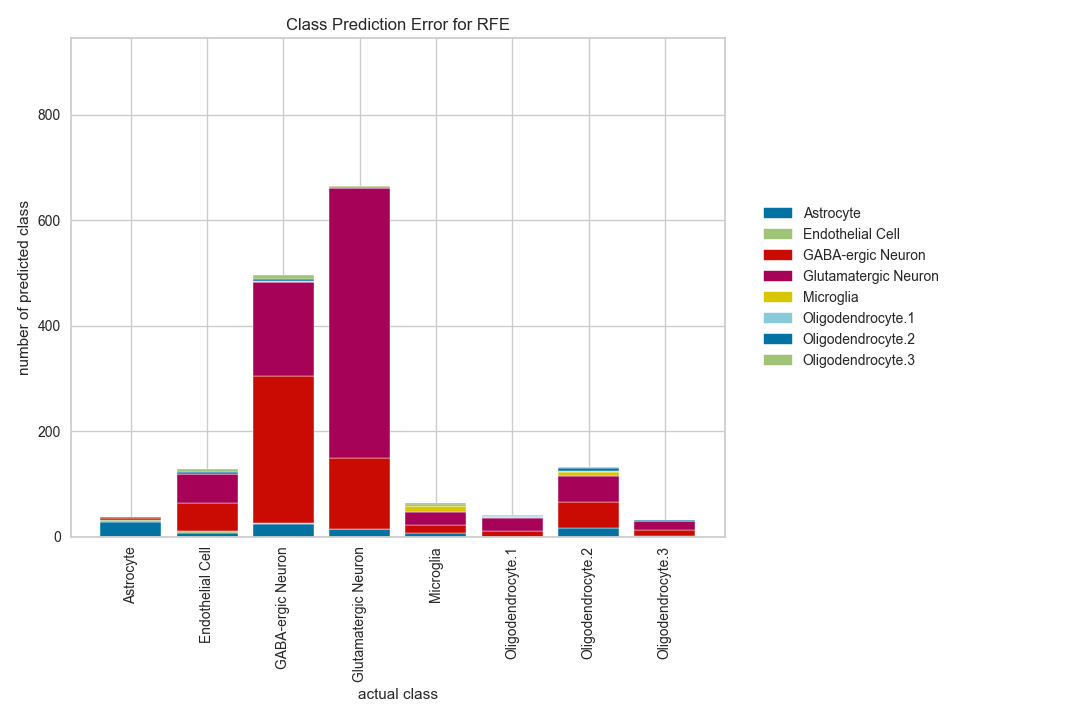 Class Prediction Error for RFE
number of predicted class
800
600
400
200
0
Astrocyte
Endothelial Cell
GABA-ergic Neuron
Glutamatergic Neuron
Microglia
Oligodendrocyte.1
Oligodendrocyte.2
Oligodendrocyte.3
actual class
Astrocyte
Endothelial Cell
GABA-ergic Neuron
Glutamatergic Neuron
Microglia
Oligodendrocyte.1
Oligodendrocyte.2
Oligodendrocyte.3